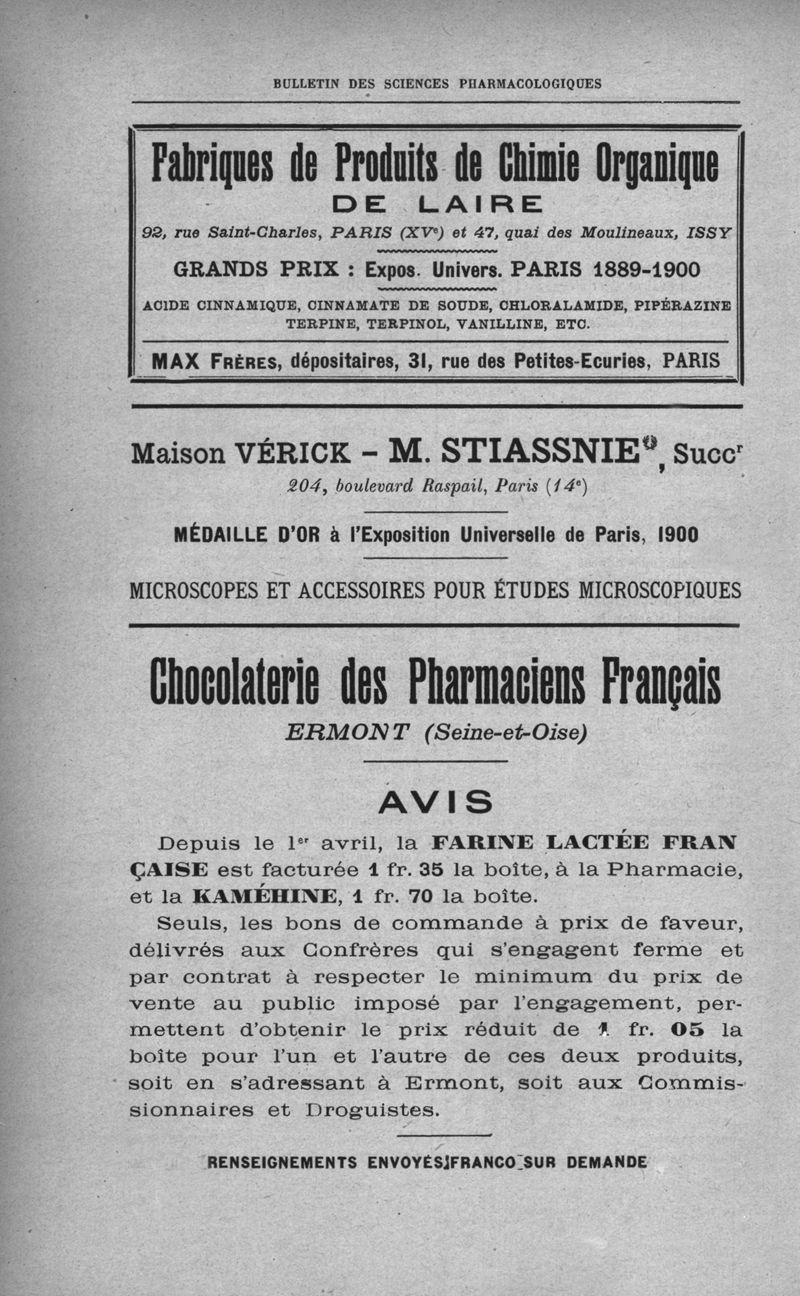 BULLETIN DES SCIENCES PHARMACOLOGIQUES
Fabriques de Produits de Chimie Organique
DE LAIRE
92, rue Saint-Charles, PARIS (XVe) et 47, quai des Moulineaux, ISSY
GRANDS PRIX : Expos. Univers. PARIS 1889-1900
ACIDE CINNAMIQUE, CINNAMATE DE SOUDE, CHLORALAMIDE, PIPÉRAZINE
TERPINE, TERPINOL, VANILLINE, ETC.
MAX FRÈRES, dépositaires, 31, rue des Petites-Ecuries, PARIS
Maison VÉRICK – M. STIASSNIE, Succr
204, boulevard Raspail, Paris (14e)
MÉDAILLE D'OR à l'Exposition Universelle de Paris, 1900
MICROSCOPES ET ACCESSOIRES POUR ÉTUDES MICROSCOPIQUES
Chocolaterie des Pharmaciens Français
ERMONT (Seine-et-Oise)
AVIS
Depuis le 1er avril, la FARINE LACTÉE FRAN
ÇAISE est facturée 1 fr. 35 la boîte, à la Pharmacie,
et la KAMÉHINE, 1 fr. 70 la boîte.
Seuls, les bons de commande à prix de faveur,
délivrés aux Confrères qui s'engagent ferme et
par contrat à respecter le minimum du prix de
vente au public imposé par l'engagement, per-
mettent d'obtenir le prix réduit de 1 fr. 05 la
boîte pour l'un et l'autre de ces deux produits,
soit en s'adressant à Ermont, soit aux Commis-
sionnaires et Droguistes.
RENSEIGNEMENTS ENVOYÉS FRANCO SUR DEMANDE